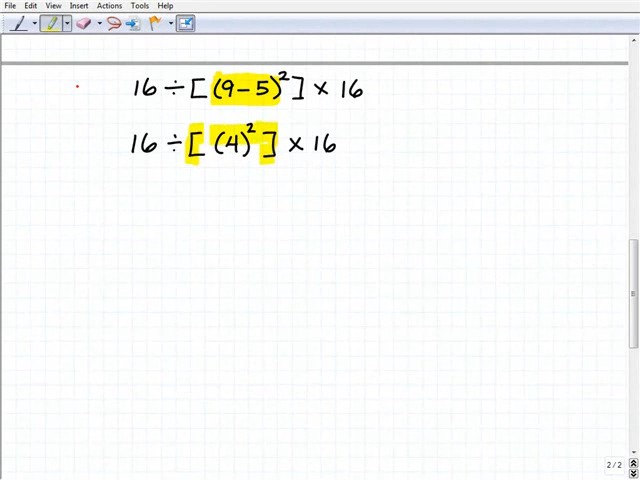 File Edit View Insert Actions Tools Help
16 ÷ [(9 − 5)²] × 16
16 ÷ [(4)²] × 16
2 / 2